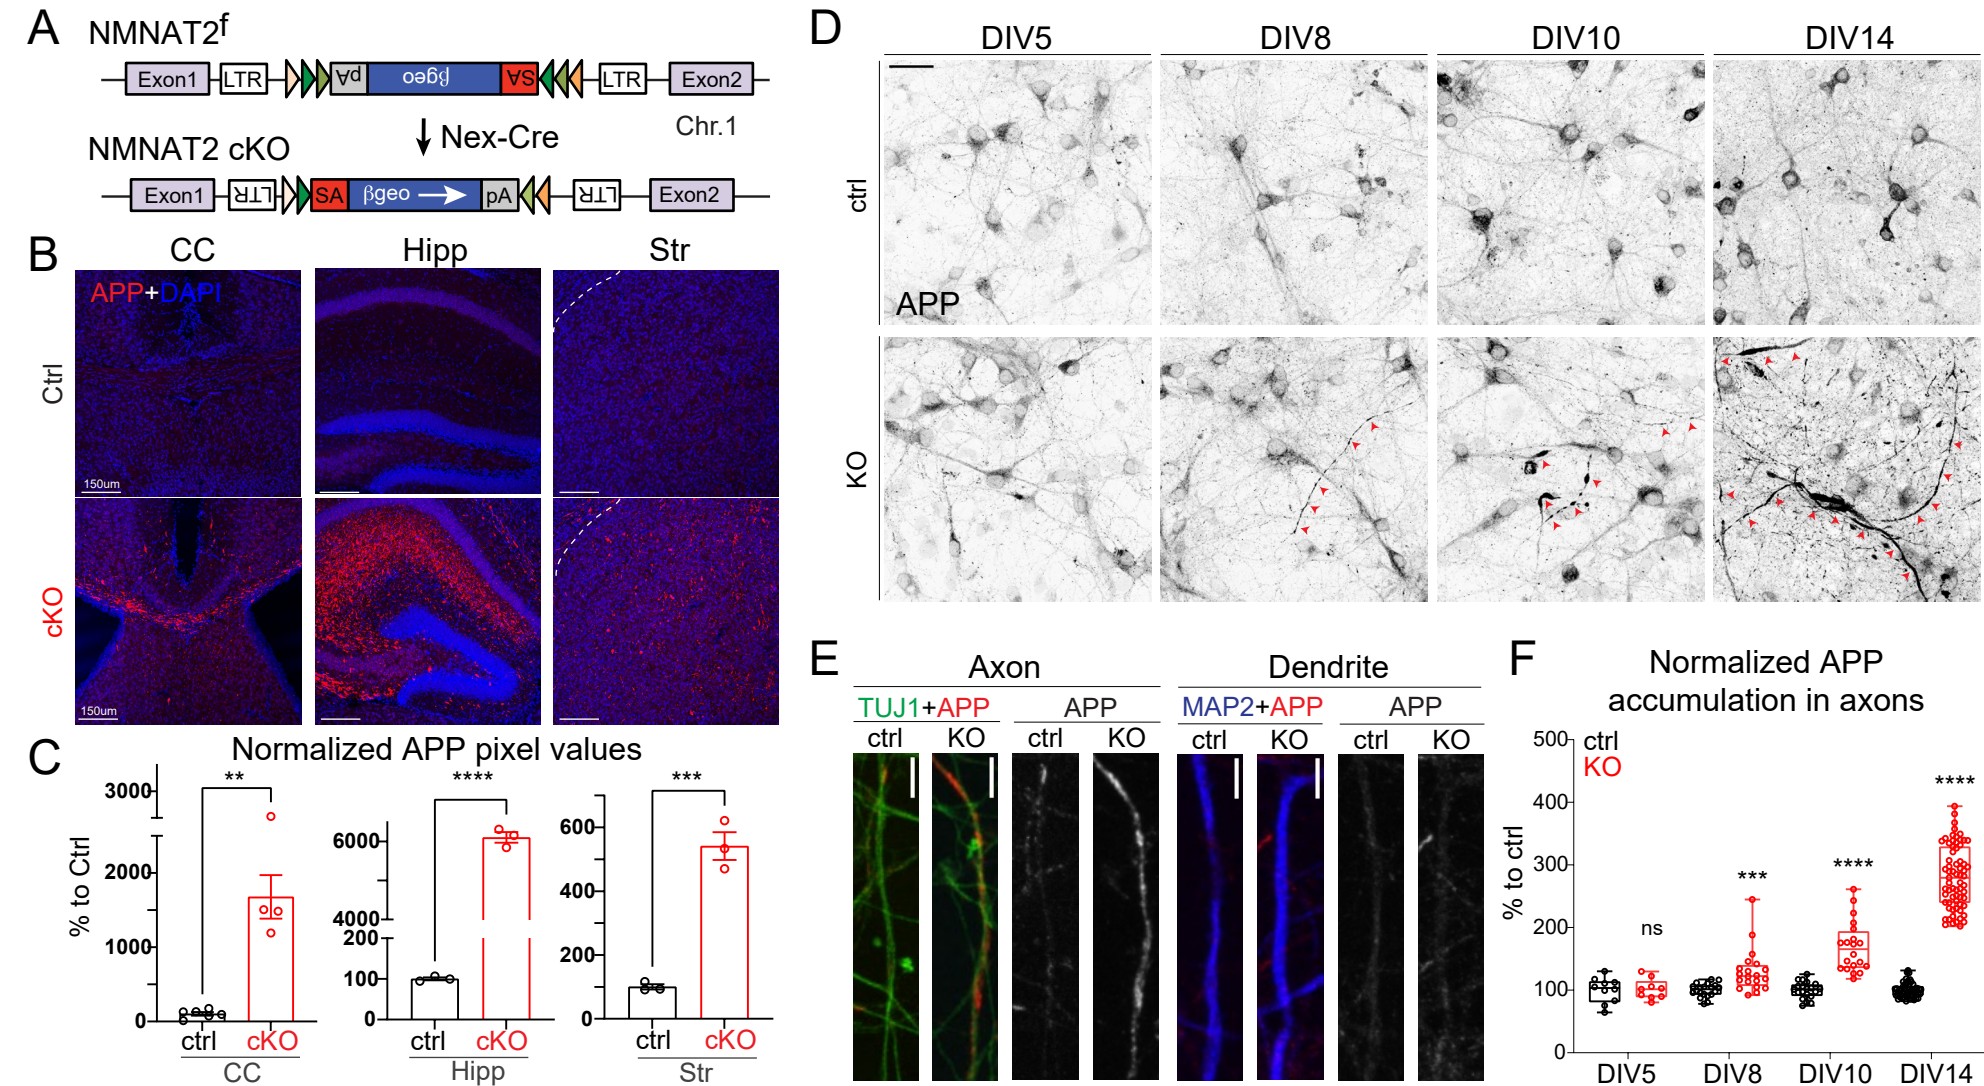 A
NMNAT2f
Exon1 LTR pA βgeo SA LTR Exon2
Chr.1
Nex-Cre
NMNAT2 cKO
Exon1 LTR SA βgeo pA LTR Exon2
B
CC Hipp Str
APP+DAPI
Ctrl
150um
cKO
150um
C
Normalized APP pixel values
% to Ctrl
** **** ***
3000
2000
1000
0
6000
4000
200
100
0
600
400
200
0
ctrl cKO ctrl cKO ctrl cKO
CC Hipp Str
D
DIV5 DIV8 DIV10 DIV14
ctrl
APP
KO
E
Axon Dendrite
TUJ1+APP APP MAP2+APP APP
ctrl KO ctrl KO ctrl KO ctrl KO
F
Normalized APP
accumulation in axons
% to ctrl
ctrl
KO
500
400
300
200
100
0
ns *** **** ****
DIV5 DIV8 DIV10 DIV14